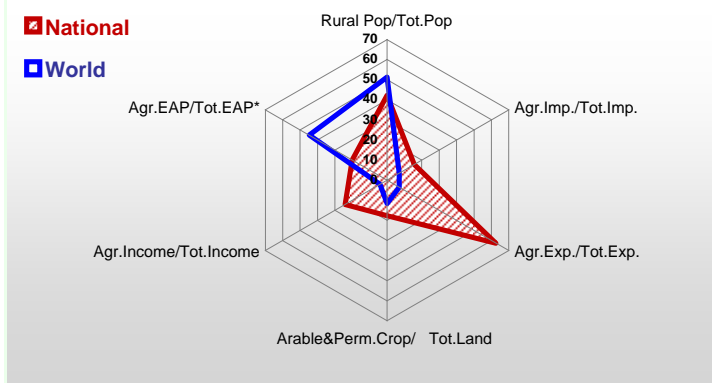 National
World
Rural Pop/Tot.Pop
70
60
50
40
30
20
10
0
Agr.EAP/Tot.EAP*
Agr.Imp./Tot.Imp.
Agr.Income/Tot.Income
Agr.Exp./Tot.Exp.
Arable&Perm.Crop/ Tot.Land